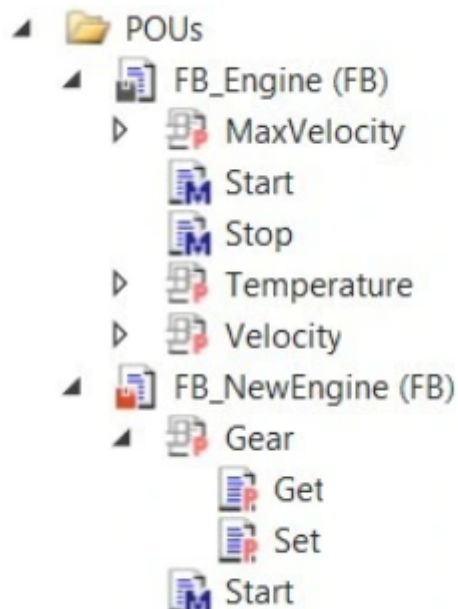 POUs
FB_Engine (FB)
MaxVelocity
Start
Stop
Temperature
Velocity
FB_NewEngine (FB)
Gear
Get
Set
Start